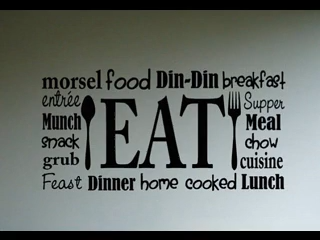 morsel food Din-Din breakfast
entrée Supper
Munch EAT Meal
snack chow
grub cuisine
Feast Dinner home cooked Lunch